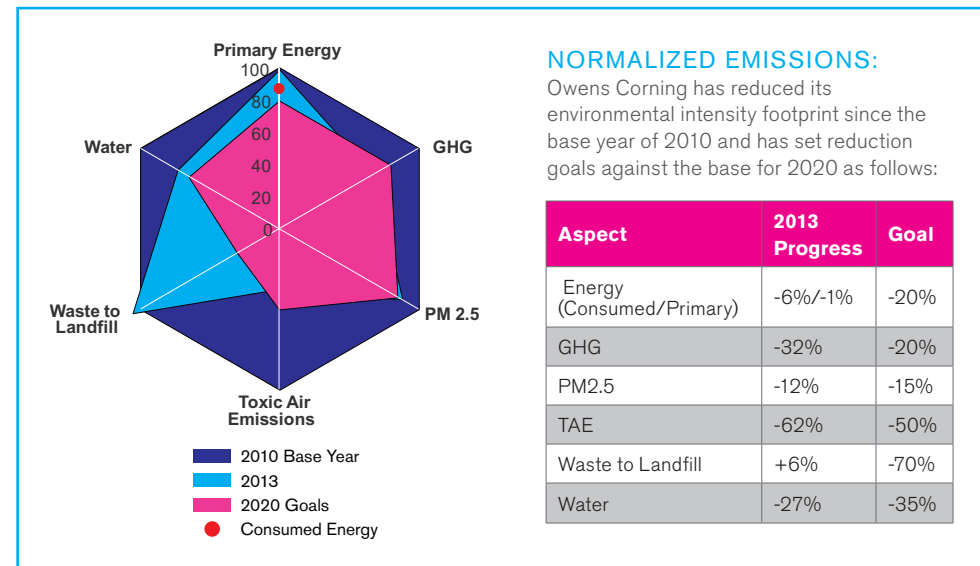 Primary Energy
100
80
60
40
20
0
Water
GHG
Waste to
Landfill
PM 2.5
Toxic Air
Emissions
2010 Base Year
2013
2020 Goals
Consumed Energy
NORMALIZED EMISSIONS:
Owens Corning has reduced its
environmental intensity footprint since the
base year of 2010 and has set reduction
goals against the base for 2020 as follows:
Aspect 2013 Progress Goal
Energy (Consumed/Primary) -6%/-1% -20%
GHG -32% -20%
PM2.5 -12% -15%
TAE -62% -50%
Waste to Landfill +6% -70%
Water -27% -35%